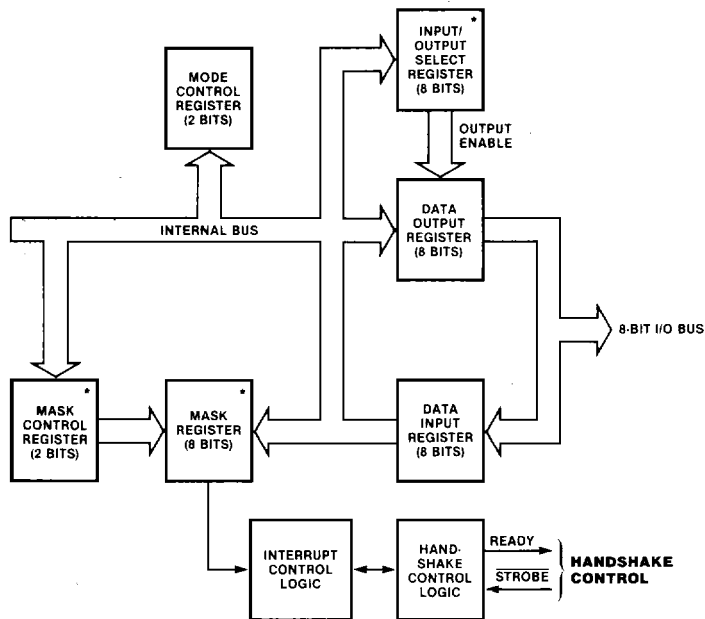 MODE
CONTROL
REGISTER
(2 BITS)
*
INPUT/
OUTPUT
SELECT
REGISTER
(8 BITS)
OUTPUT
ENABLE
INTERNAL BUS
DATA
OUTPUT
REGISTER
(8 BITS)
8-BIT I/O BUS
*
MASK
CONTROL
REGISTER
(2 BITS)
*
MASK
REGISTER
(8 BITS)
DATA
INPUT
REGISTER
(8 BITS)
INTERRUPT
CONTROL
LOGIC
HAND-
SHAKE
CONTROL
LOGIC
READY
STROBE
HANDSHAKE
CONTROL